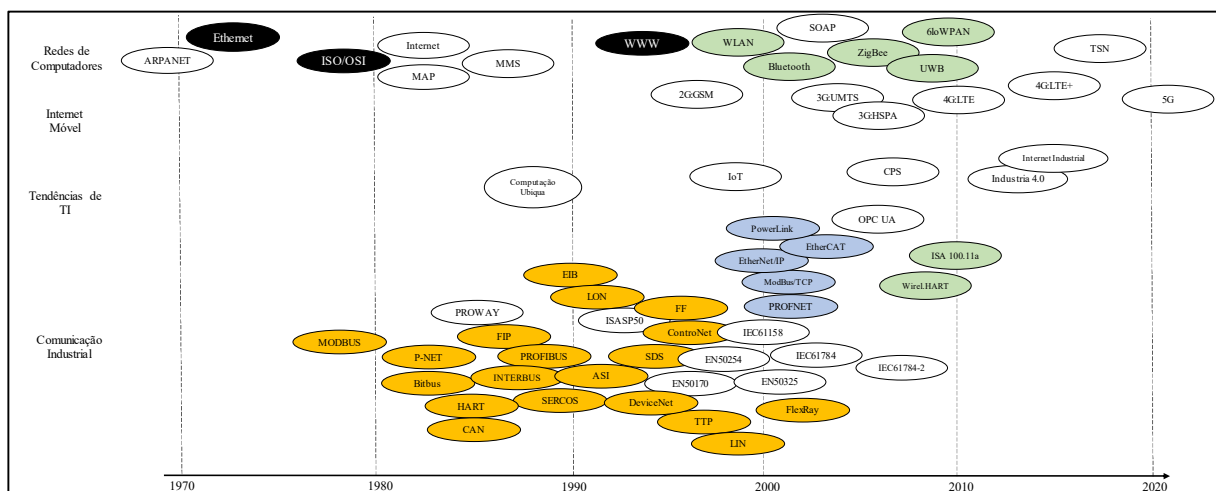 Redes de
Computadores
Ethernet
ARPANET
ISO/OSI
Internet
MAP
MMS
WWW
WLAN
Bluetooth
SOAP
ZigBee
6loWPAN
UWB
TSN
Internet
Móvel
2G:GSM
3G:UMTS
3G:HSPA
4G:LTE
4G:LTE+
5G
Tendências de
TI
Computação
Ubiqua
IoT
CPS
Internet Industrial
Industria 4.0
OPC UA
PowerLink
EtherCAT
EtherNet/IP
ModBus/TCP
PROFNET
ISA 100.11a
Wirel.HART
Comunicação
Industrial
EIB
LON
FF
PROWAY
ISASP50
ControNet
IEC61158
MODBUS
FIP
P-NET
PROFIBUS
SDS
EN50254
IEC61784
IEC61784-2
Bitbus
INTERBUS
ASI
EN50170
EN50325
HART
SERCOS
DeviceNet
FlexRay
CAN
TTP
LIN
1970
1980
1990
2000
2010
2020